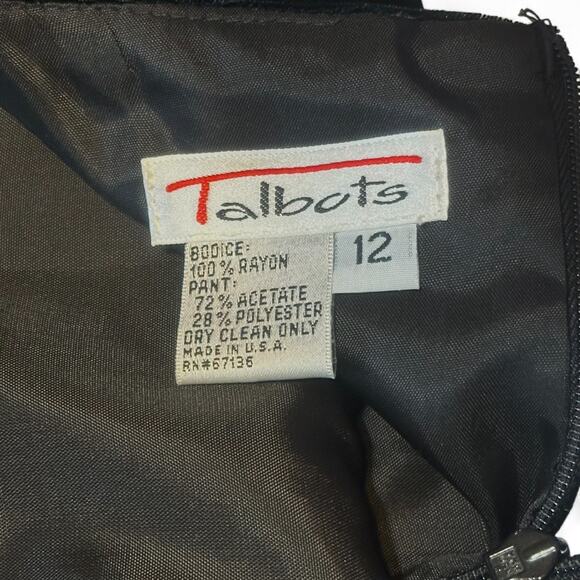 Talbots
12
BODICE:
100% RAYON
PANT:
72% ACETATE
28% POLYESTER
DRY CLEAN ONLY
MADE IN U.S.A.
RN#67136